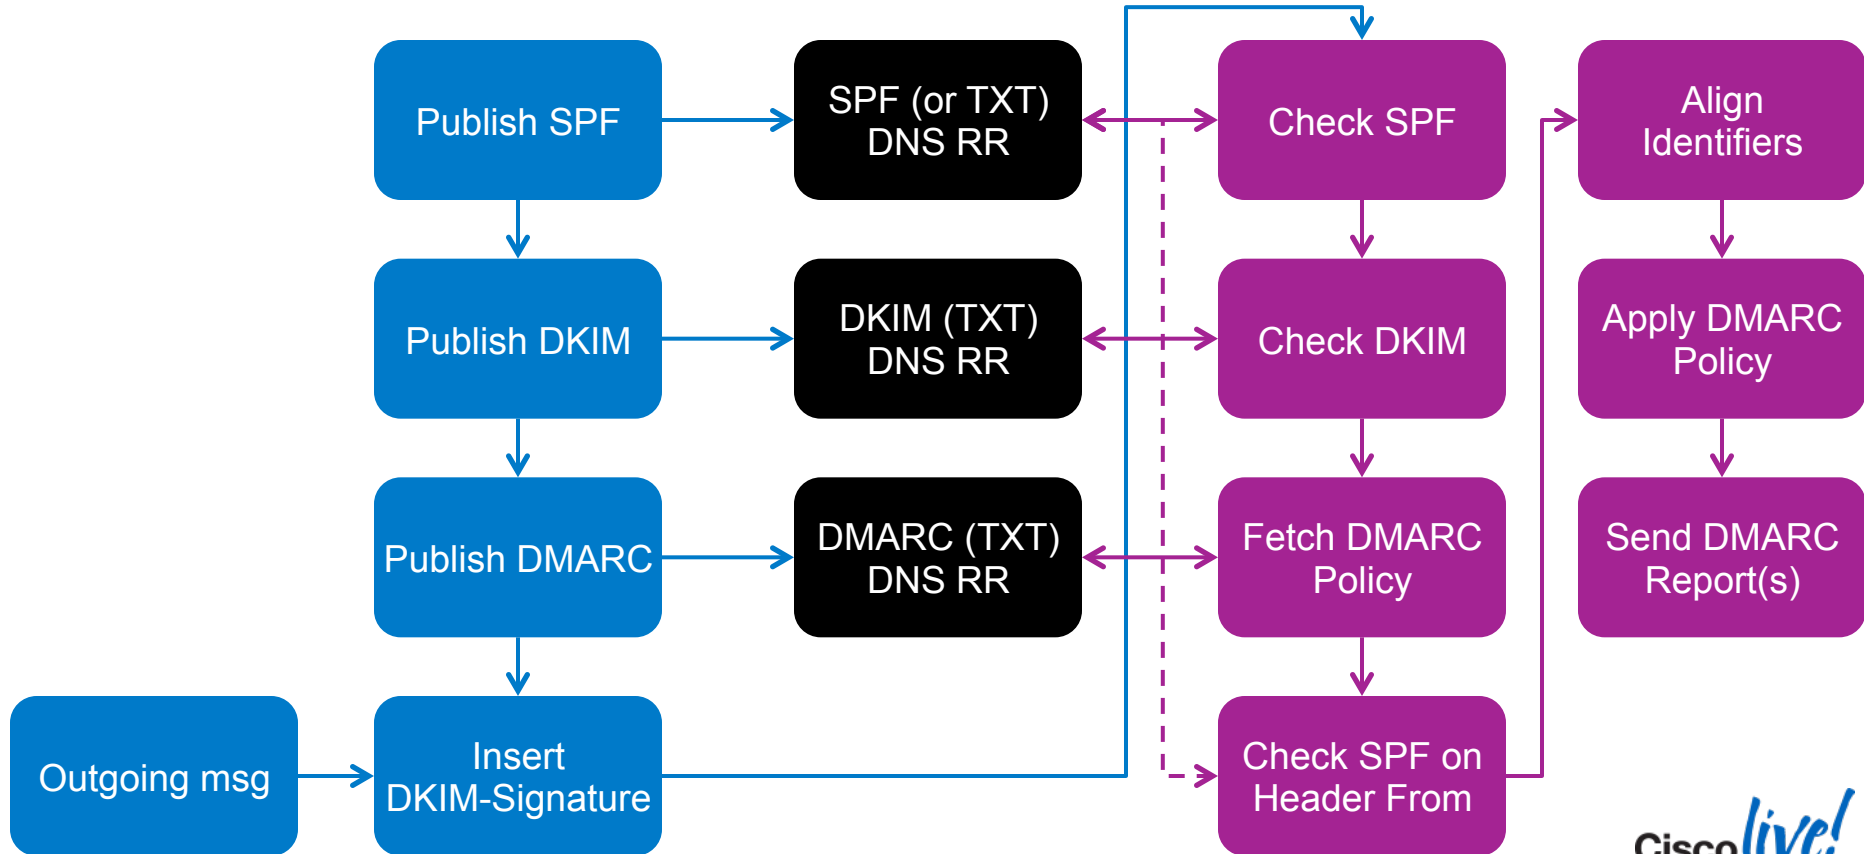 Publish SPF
SPF (or TXT)
DNS RR
Check SPF
Align
Identifiers
Publish DKIM
DKIM (TXT)
DNS RR
Check DKIM
Apply DMARC
Policy
Publish DMARC
DMARC (TXT)
DNS RR
Fetch DMARC
Policy
Send DMARC
Report(s)
Outgoing msg
Insert
DKIM-Signature
Check SPF on
Header From
Cisco live!